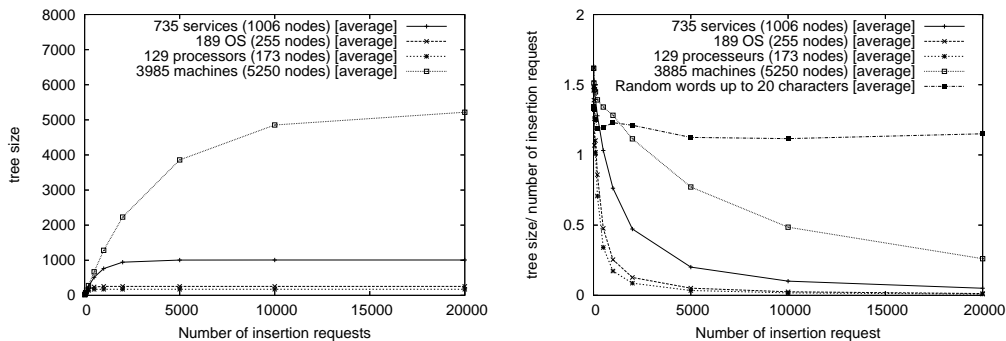 8000
7000
6000
5000
4000
3000
2000
1000
0
tree size
735 services (1006 nodes) [average]
189 OS (255 nodes) [average]
129 processors (173 nodes) [average]
3985 machines (5250 nodes) [average]
0 5000 10000 15000 20000
Number of insertion requests
2
1.5
1
0.5
0
tree size/ number of insertion request
735 services (1006 nodes) [average]
189 OS (255 nodes) [average]
129 processeurs (173 nodes) [average]
3885 machines (5250 nodes) [average]
Random words up to 20 characters [average]
0 5000 10000 15000 20000
Number of insertion request